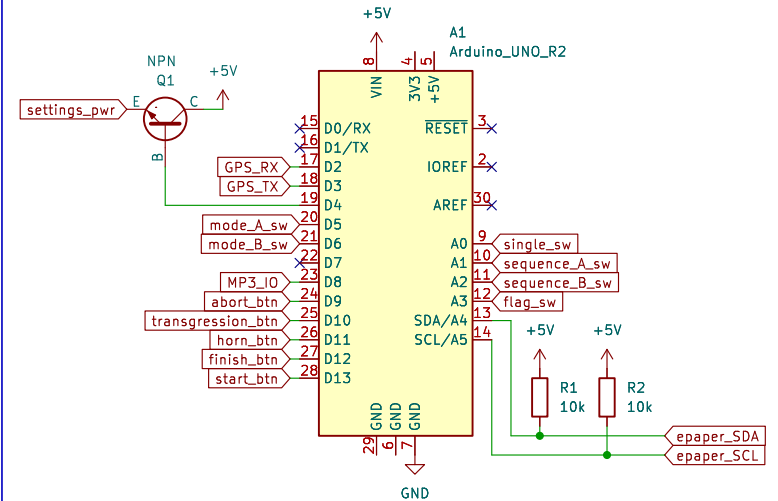 +5V
A1
Arduino_UNO_R2
NPN
Q1
+5V
settings_pwr
E
C
B
8
4
5
VIN
3V3
+5V
15
D0/RX
16
D1/TX
GPS_RX
17
D2
GPS_TX
18
D3
19
D4
mode_A_sw
20
D5
mode_B_sw
21
D6
22
D7
MP3_IO
23
D8
abort_btn
24
D9
transgression_btn
25
D10
horn_btn
26
D11
finish_btn
27
D12
start_btn
28
D13
RESET
3
IOREF
2
AREF
30
A0
9
single_sw
A1
10
sequence_A_sw
A2
11
sequence_B_sw
A3
12
flag_sw
SDA/A4
13
SCL/A5
14
+5V
+5V
R1
10k
R2
10k
GND
GND
GND
29
6
7
epaper_SDA
epaper_SCL
GND